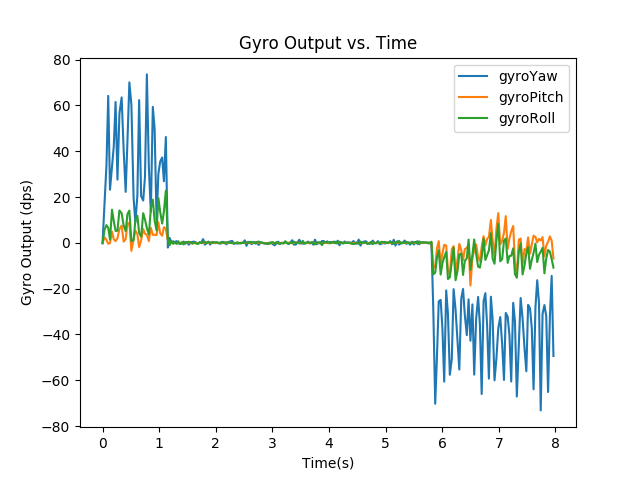 Gyro Output vs. Time
80
60
40
20
0
−20
−40
−60
−80
Gyro Output (dps)
gyroYaw
gyroPitch
gyroRoll
0 1 2 3 4 5 6 7 8
Time(s)